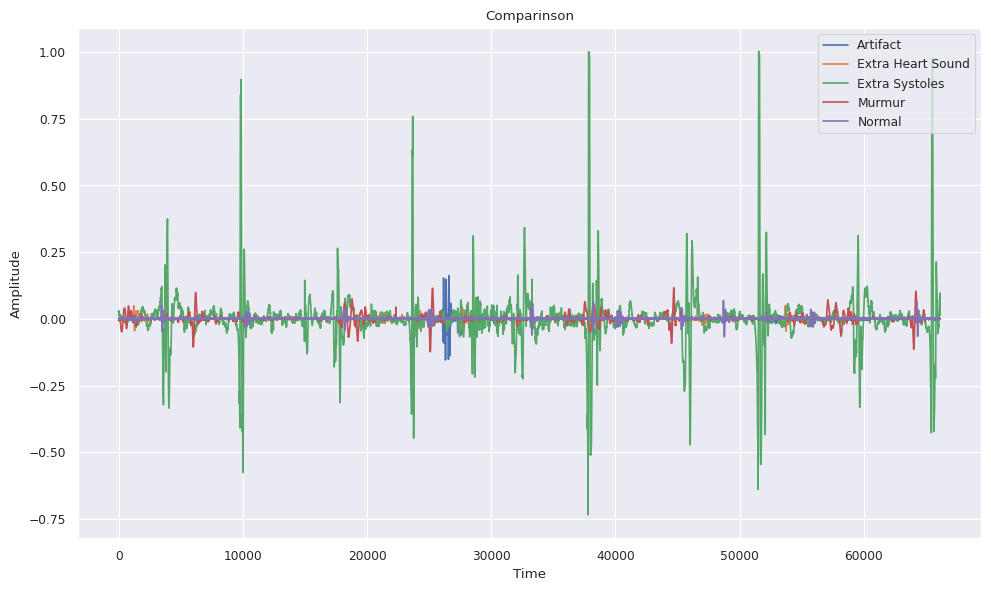 Comparinson
Artifact
Extra Heart Sound
Extra Systoles
Murmur
Normal
1.00
0.75
0.50
0.25
0.00
−0.25
−0.50
−0.75
Amplitude
0 10000 20000 30000 40000 50000 60000
Time